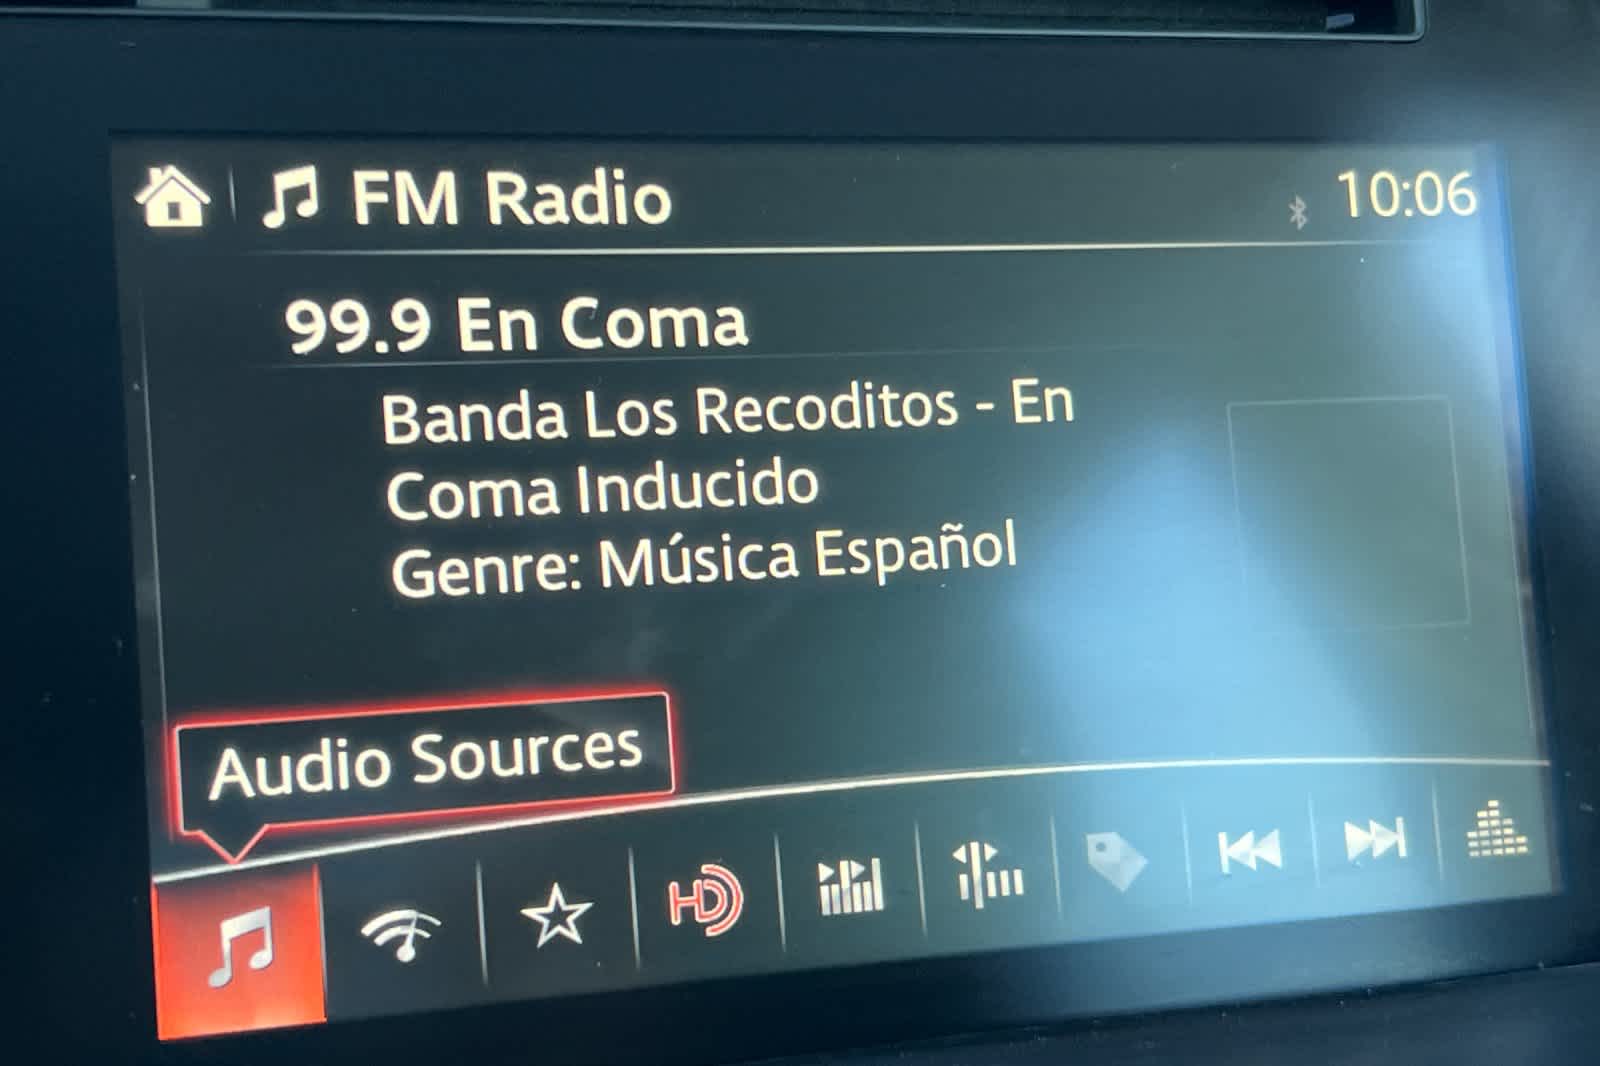 FM Radio
10:06
99.9 En Coma
Banda Los Recoditos - En
Coma Inducido
Genre: Música Español
Audio Sources
HD